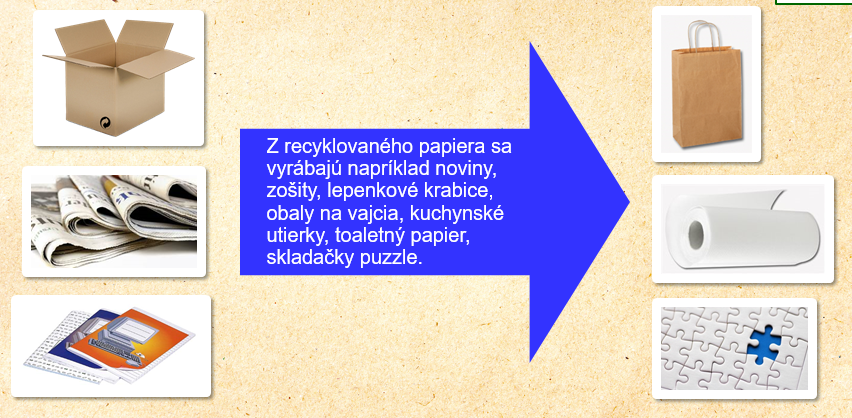 Z recyklovaného papiera sa
vyrábajú napríklad noviny,
zošity, lepenkové krabice,
obaly na vajcia, kuchynské
utierky, toaletný papier,
skladačky puzzle.